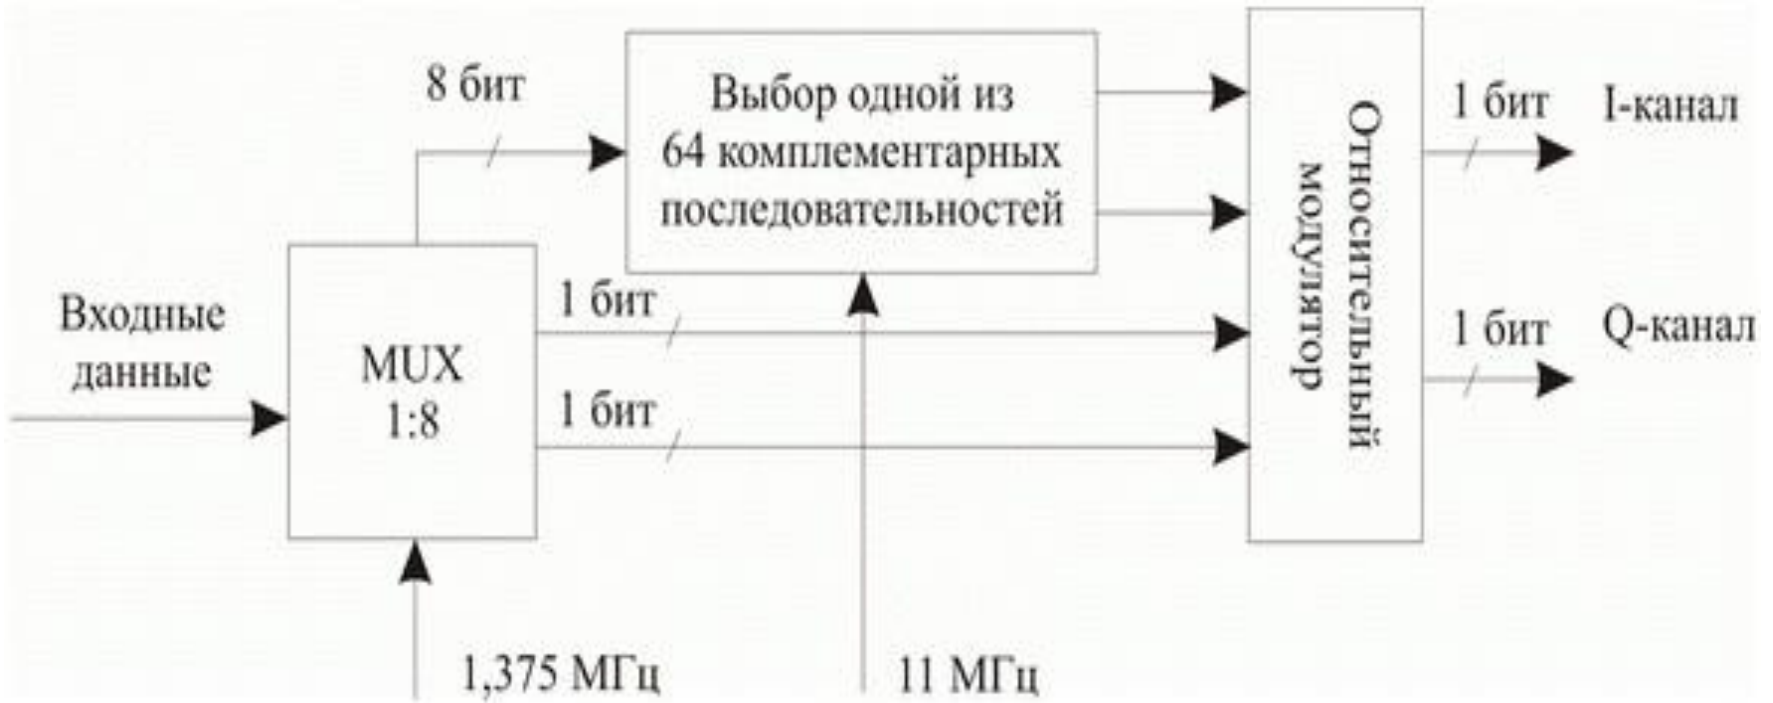 8 бит
Выбор одной из
64 комплементарных
последовательностей
Относительный
модулятор
1 бит
I-канал
1 бит
Q-канал
Входные
данные
MUX
1:8
1 бит
1 бит
1,375 МГц
11 МГц